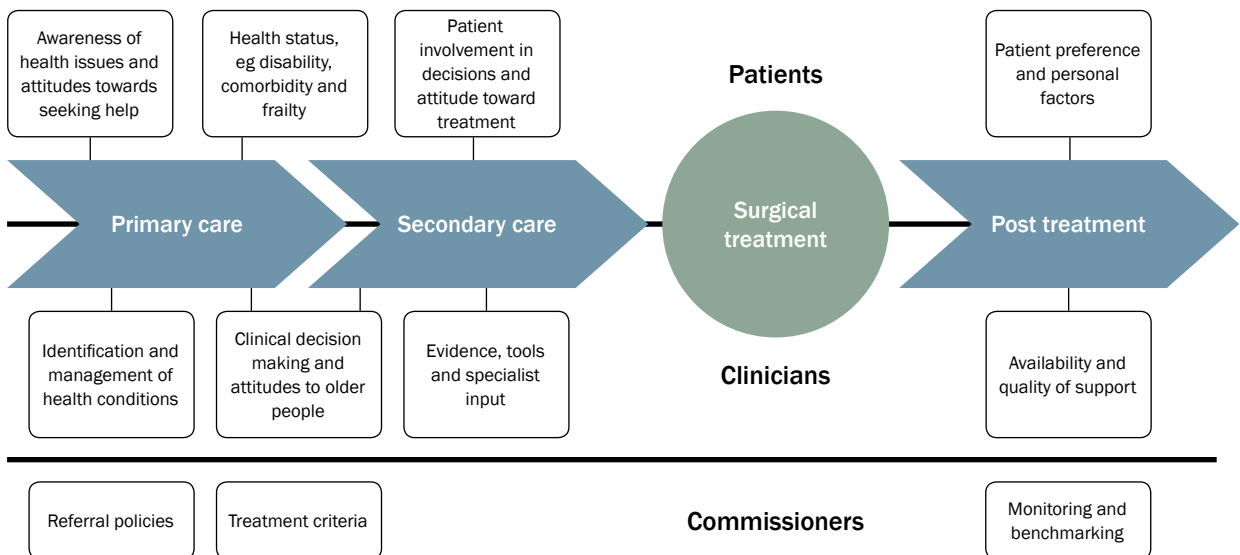 Awareness of
health issues and
attitudes towards
seeking help
Health status,
eg disability,
comorbidity and
frailty
Patient
involvement in
decisions and
attitude toward
treatment
Patients
Patient preference
and personal
factors
Primary care
Secondary care
Surgical
treatment
Post treatment
Identification and
management of
health conditions
Clinical decision
making and
attitudes to older
people
Evidence, tools
and specialist
input
Clinicians
Availability and
quality of support
Referral policies
Treatment criteria
Commissioners
Monitoring and
benchmarking